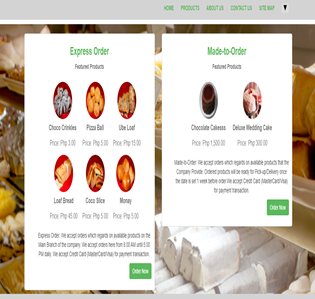 HOME PRODUCTS ABOUT US CONTACT US SITE MAP
Express Order
Featured Products
Choco Crinkles Pizza Ball Ube Loaf
Price: Php 3.00 Price: Php 5.00 Price: Php 15.00
Loaf Bread Coco Slice Monay
Price: Php 45.00 Price: Php 5.00 Price: Php 5.00
Express Order: We accept orders which regards on available products on the
Main Branch of the company. We accept orders here from 8:00 AM until 5:00
PM daily. We accept Credit Card (MasterCard/Visa) for payment transaction.
Order Now
Made-to-Order
Featured Products
Chocolate Cakesss Deluxe Wedding Cake
Price: Php 1,500.00 Price: Php 300.00
Made-to-Order: We accept orders which regards on available products that the
Company Provide. Ordered products will be ready for Pick-up/Delivery once
the date is set 1 week before order.We accept Credit Card (MasterCard/Visa)
for payment transaction.
Order Now